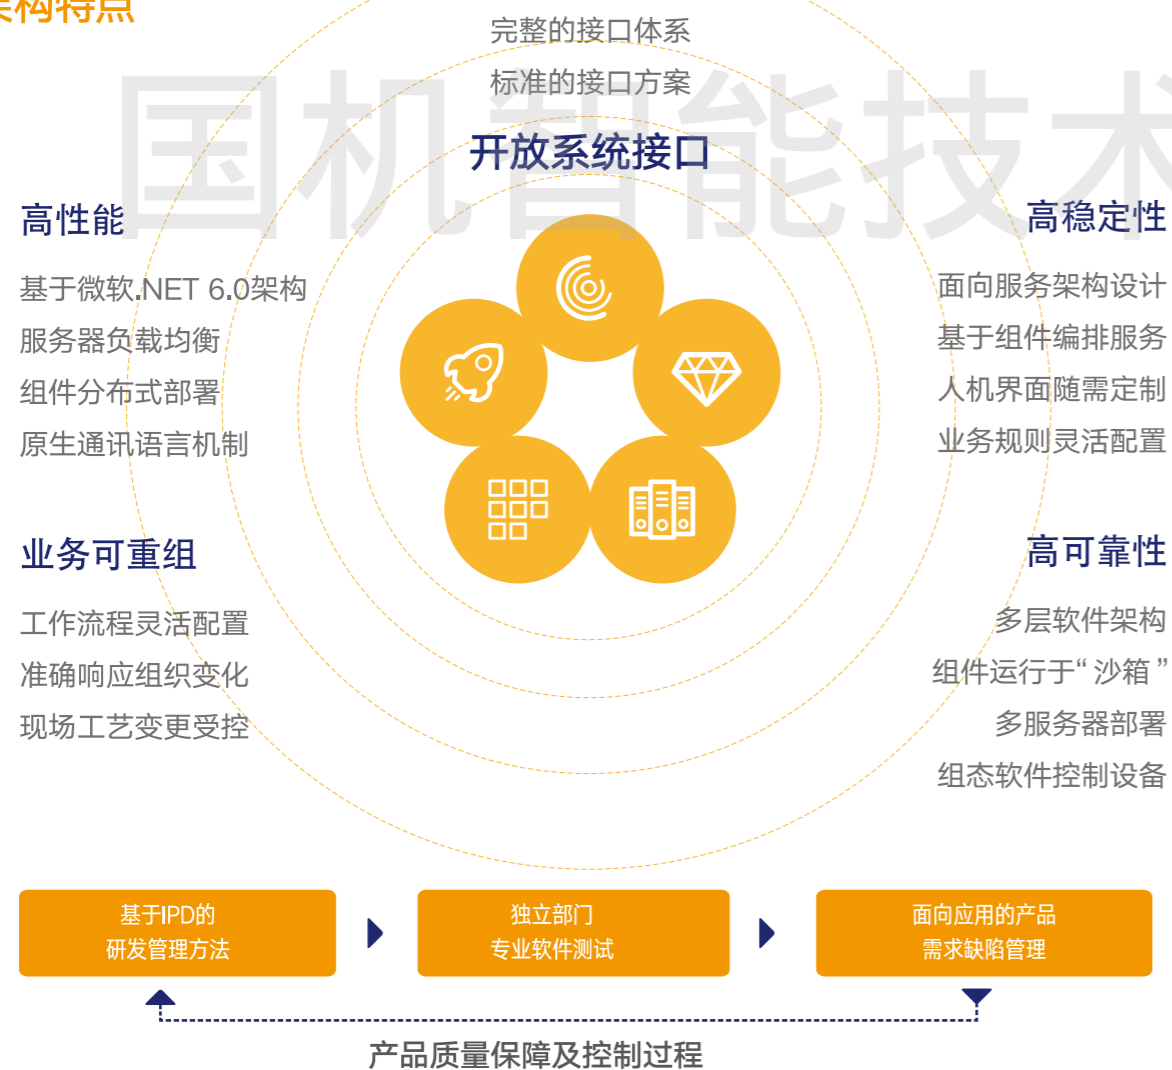 架构特点
完整的接口体系
标准的接口方案
开放系统接口
国机智能技术
高性能
基于微软.NET 6.0架构
服务器负载均衡
组件分布式部署
原生通讯语言机制
高稳定性
面向服务架构设计
基于组件编排服务
人机界面随需定制
业务规则灵活配置
业务可重组
工作流程灵活配置
准确响应组织变化
现场工艺变更受控
高可靠性
多层软件架构
组件运行于“沙箱”
多服务器部署
组态软件控制设备
基于IPD的
研发管理方法
独立部门
专业软件测试
面向应用的产品
需求缺陷管理
产品质量保障及控制过程